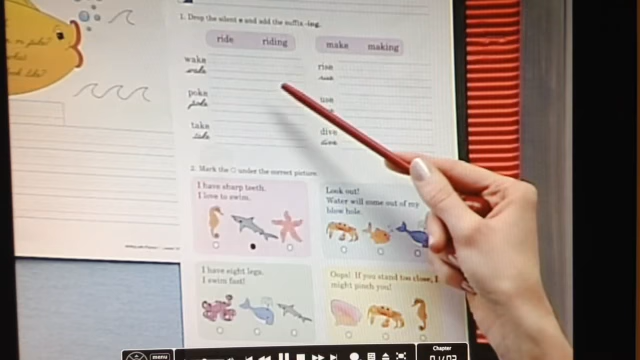 1. Drop the silent e and add the suffix -ing.
ride riding
make making
wake
wake
poke
poke
take
take
rise
rise
use
dive
dive
2. Mark the ○ under the correct picture.
I have sharp teeth.
I love to swim.
Look out!
Water will come out of my
blow hole.
I have eight legs.
I swim fast!
Oops! If you stand too close, I
might pinch you!
menu
Chapter